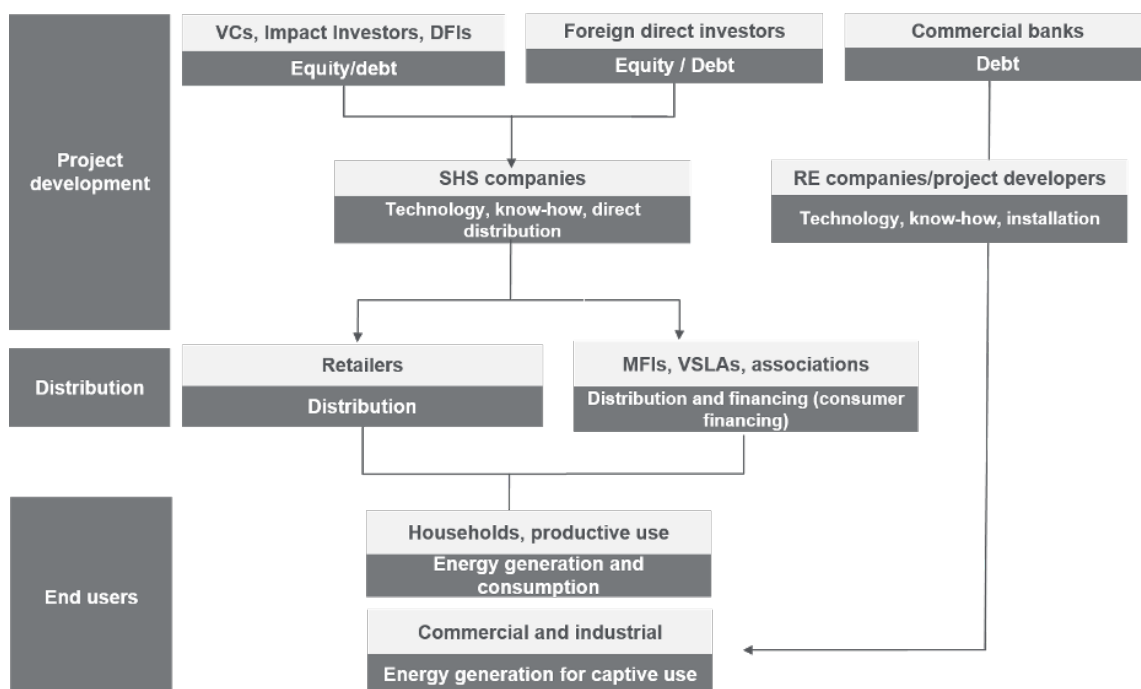 VCs, Impact Investors, DFIs
Equity/debt
Foreign direct investors
Equity / Debt
Commercial banks
Debt
Project
development
SHS companies
Technology, know-how, direct
distribution
RE companies/project developers
Technology, know-how, installation
Distribution
Retailers
Distribution
MFIs, VSLAs, associations
Distribution and financing (consumer
financing)
End users
Households, productive use
Energy generation and
consumption
Commercial and industrial
Energy generation for captive use